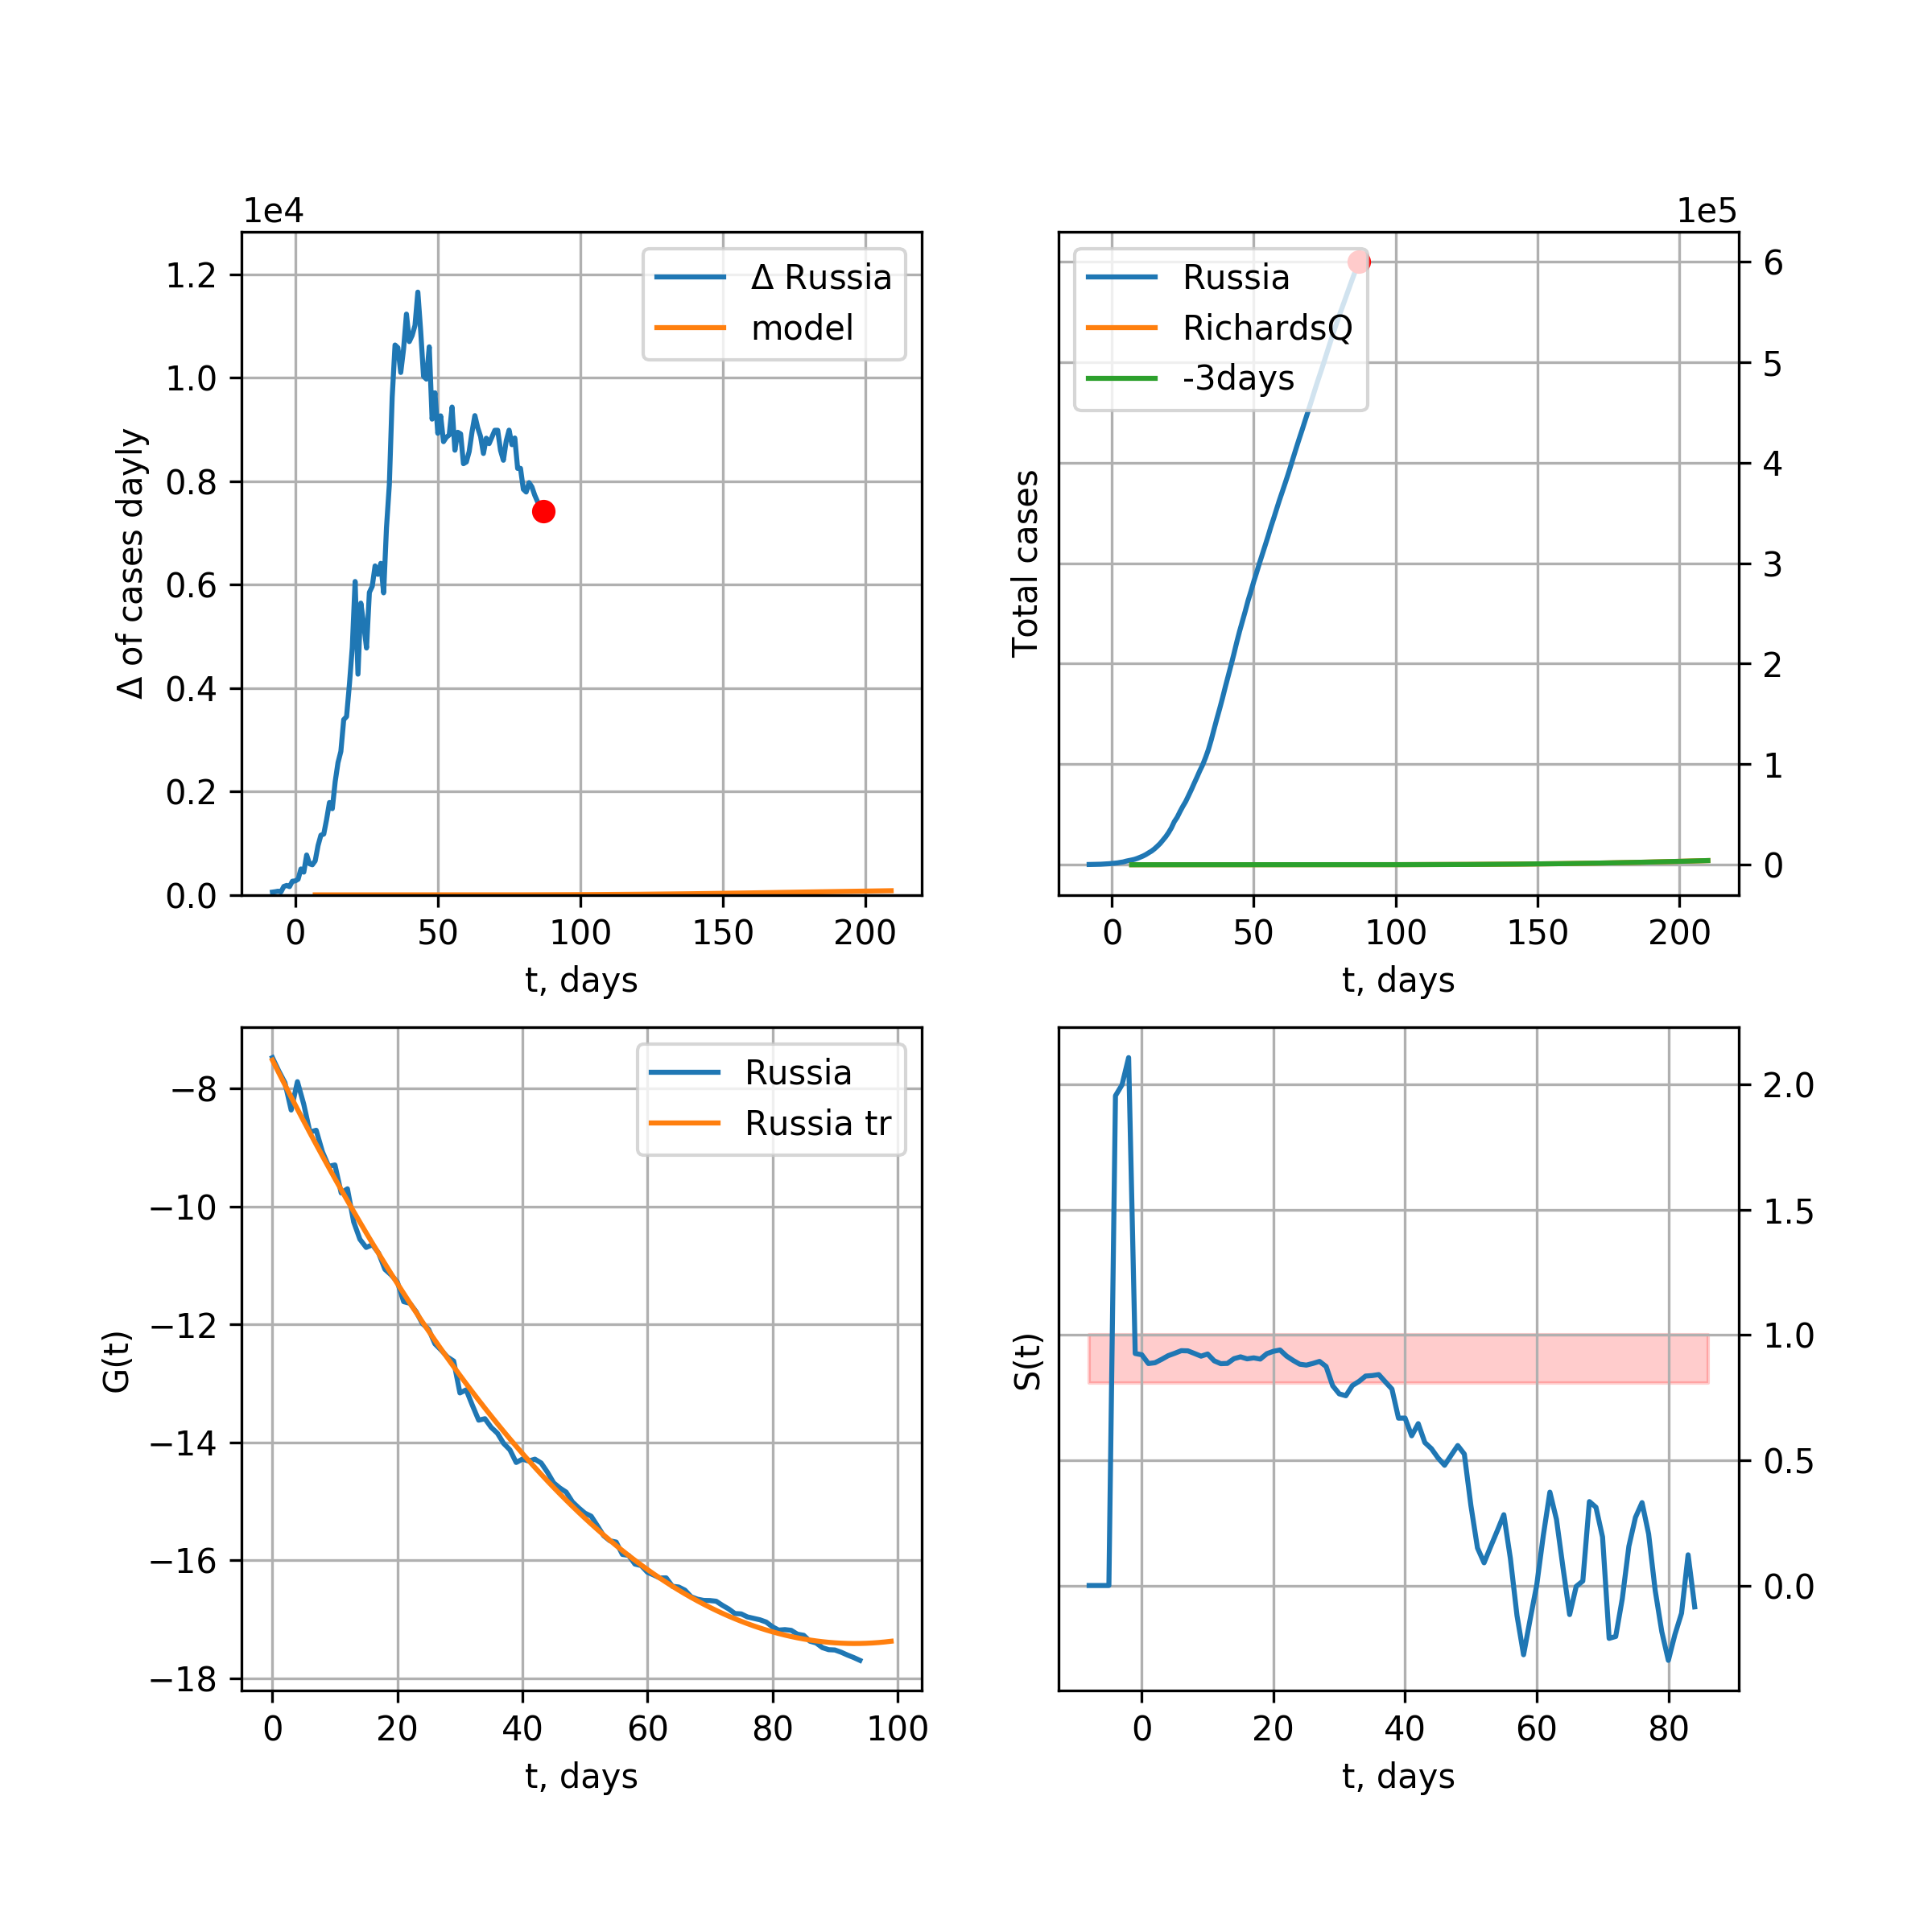 1e4
Δ of cases dayly
1.2
1.0
0.8
0.6
0.4
0.2
0.0
0 50 100 150 200
t, days
Δ Russia
model
1e5
Total cases
6
5
4
3
2
1
0
0 50 100 150 200
t, days
Russia
RichardsQ
-3days
G(t)
−8
−10
−12
−14
−16
−18
0 20 40 60 80 100
t, days
Russia
Russia tr
S(t)
2.0
1.5
1.0
0.5
0.0
0 20 40 60 80
t, days